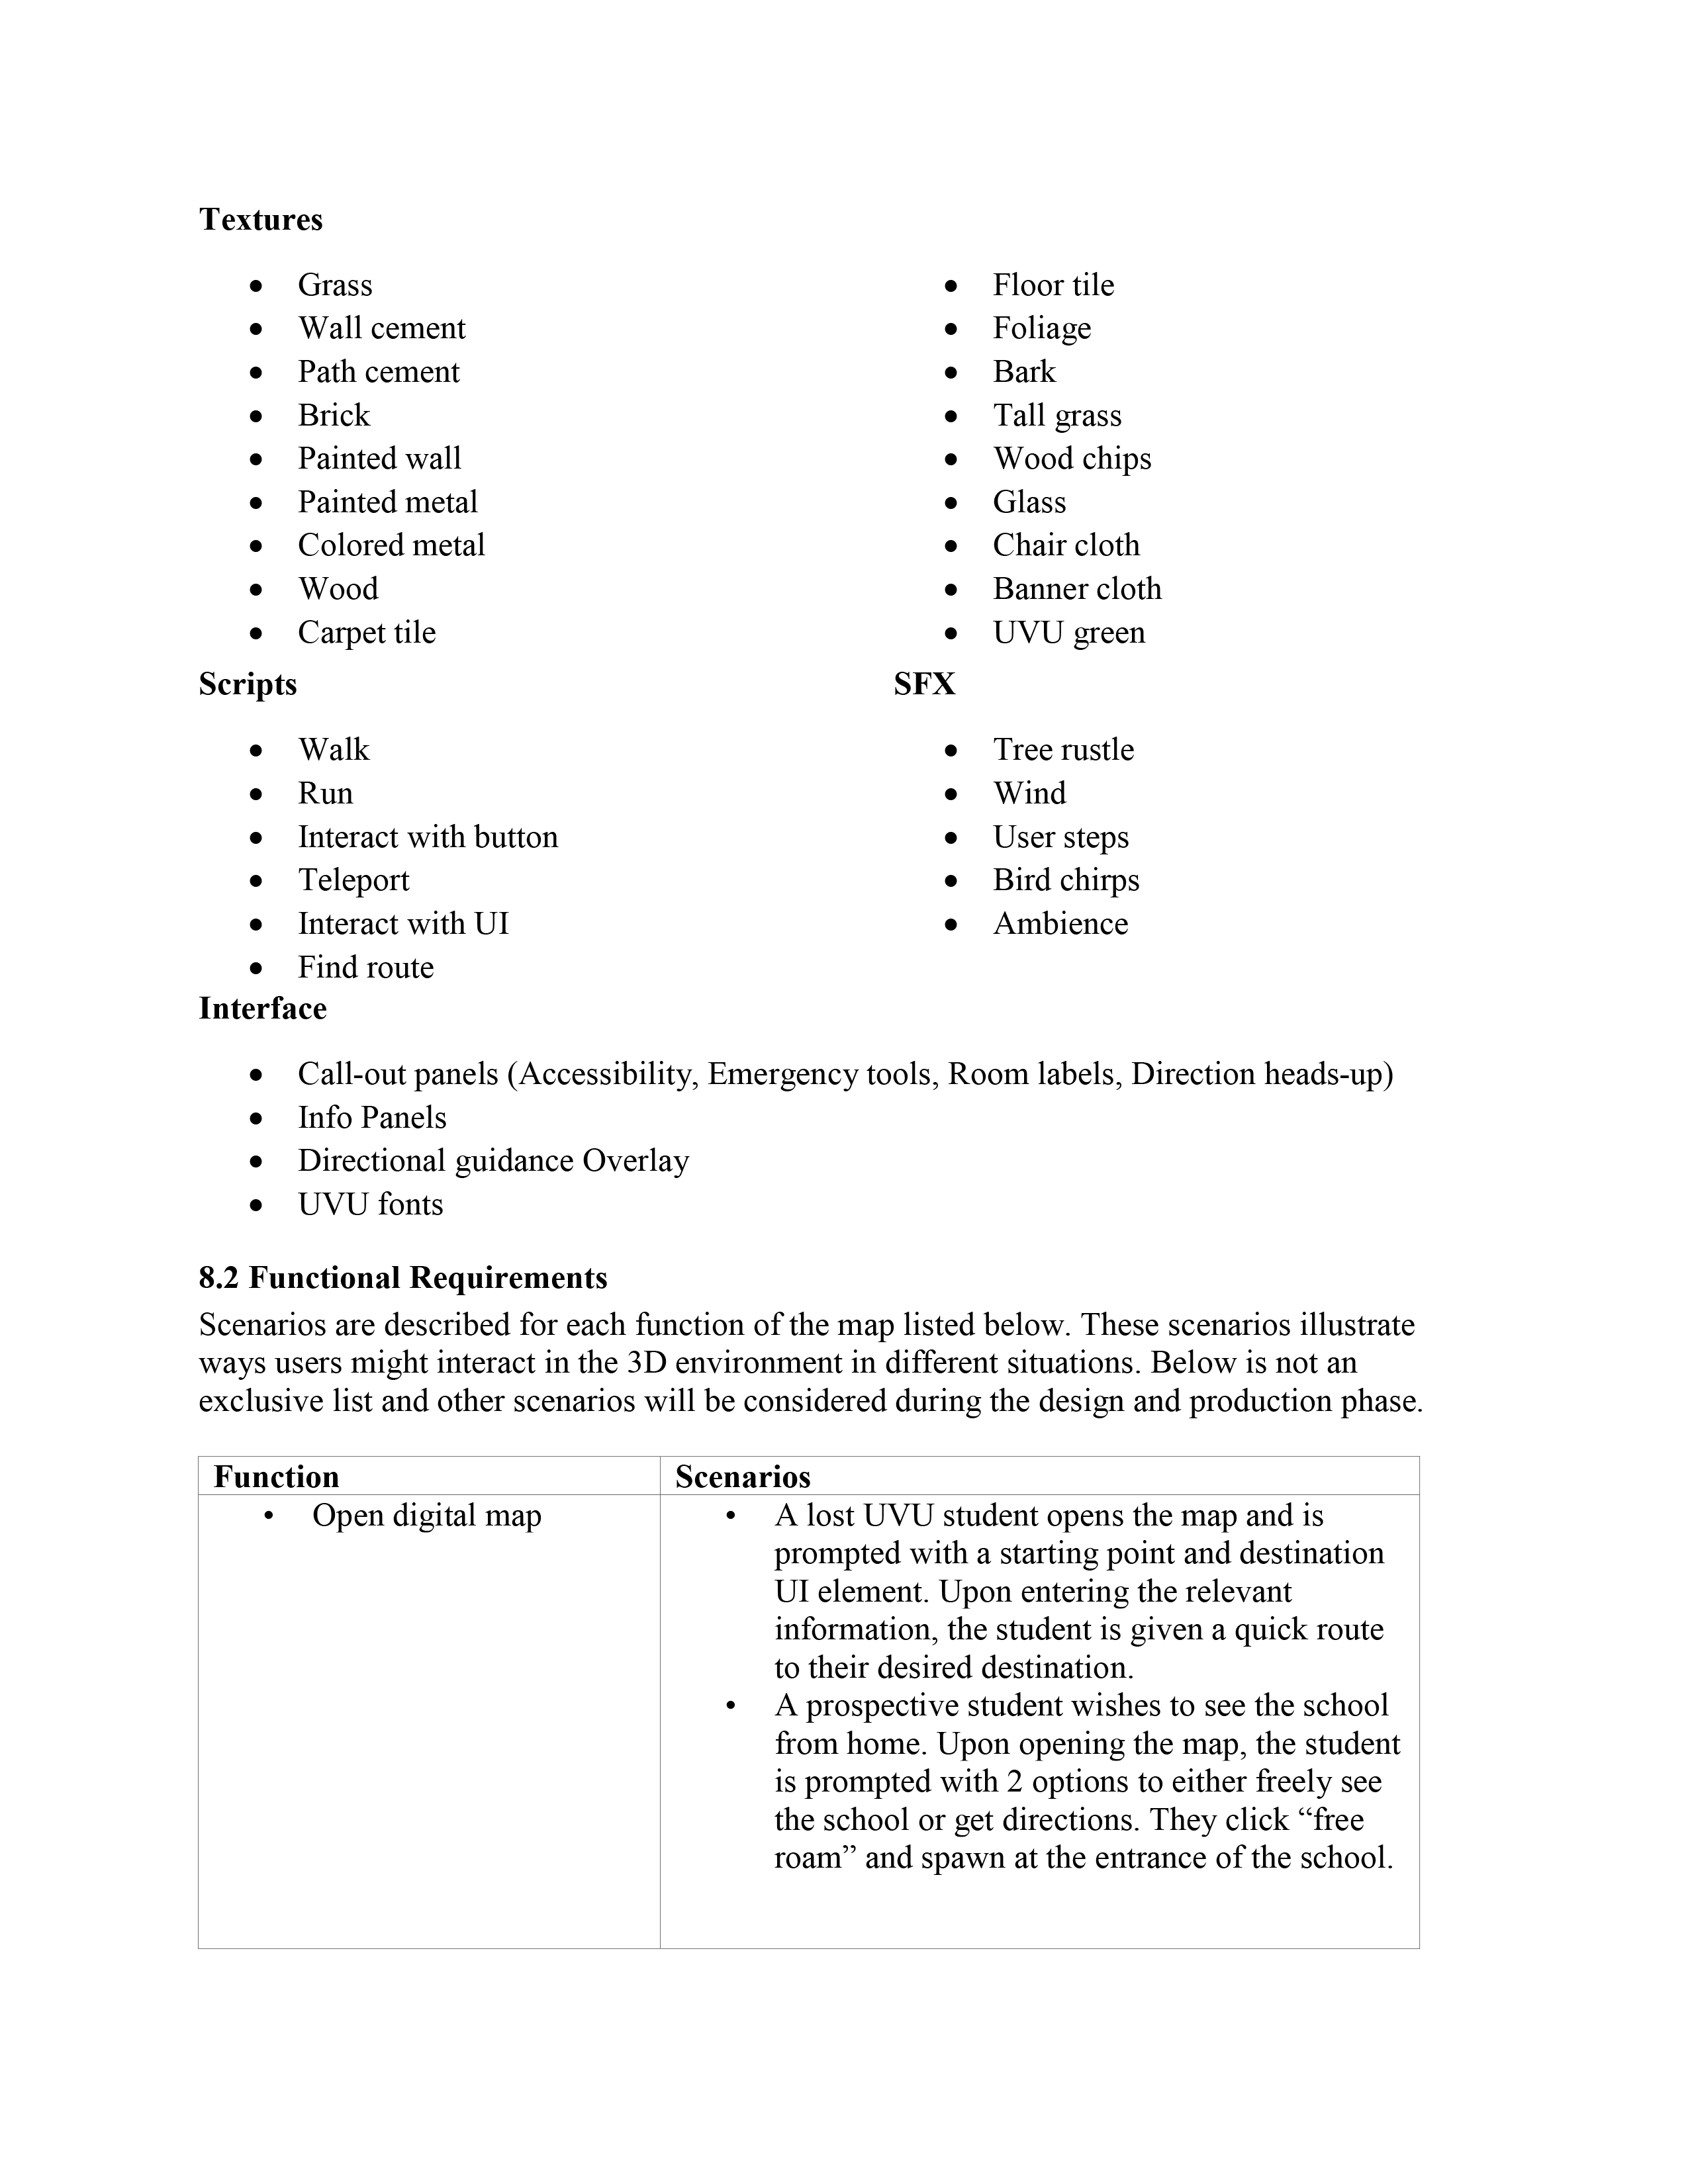 Textures
• Grass
• Wall cement
• Path cement
• Brick
• Painted wall
• Painted metal
• Colored metal
• Wood
• Carpet tile
• Floor tile
• Foliage
• Bark
• Tall grass
• Wood chips
• Glass
• Chair cloth
• Banner cloth
• UVU green
Scripts
• Walk
• Run
• Interact with button
• Teleport
• Interact with UI
• Find route
SFX
• Tree rustle
• Wind
• User steps
• Bird chirps
• Ambience
Interface
• Call-out panels (Accessibility, Emergency tools, Room labels, Direction heads-up)
• Info Panels
• Directional guidance Overlay
• UVU fonts
8.2 Functional Requirements
Scenarios are described for each function of the map listed below. These scenarios illustrate
ways users might interact in the 3D environment in different situations. Below is not an
exclusive list and other scenarios will be considered during the design and production phase.
Function
Scenarios
• Open digital map
• A lost UVU student opens the map and is
prompted with a starting point and destination
UI element. Upon entering the relevant
information, the student is given a quick route
to their desired destination.
• A prospective student wishes to see the school
from home. Upon opening the map, the student
is prompted with 2 options to either freely see
the school or get directions. They click “free
roam” and spawn at the entrance of the school.